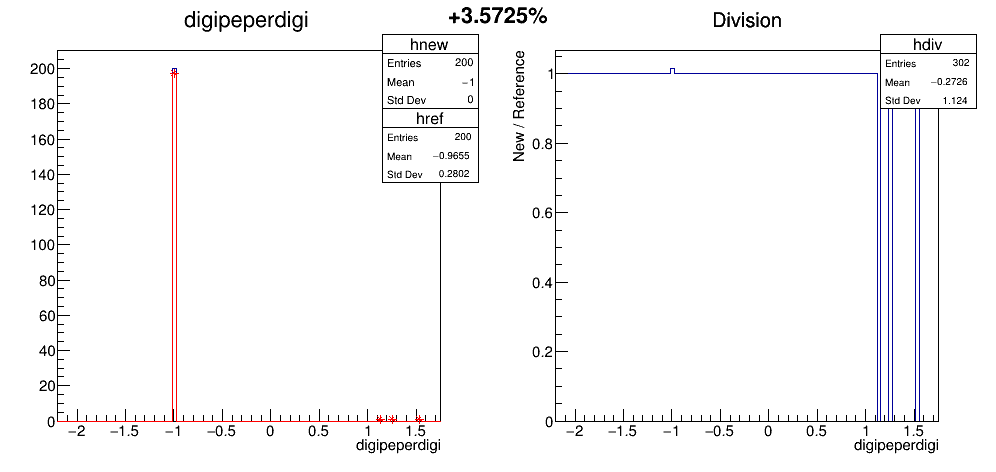 digipeperdigi
+3.5725%
Division
hnew
Entries 200
Mean −1
Std Dev 0
href
Entries 200
Mean −0.9655
Std Dev 0.2802
200
180
160
140
120
100
80
60
40
20
0
−2 −1.5 −1 −0.5 0 0.5 1 1.5
digipeperdigi
hdiv
Entries 302
Mean −0.2726
Std Dev 1.124
New / Reference
1
0.8
0.6
0.4
0.2
0
−2 −1.5 −1 −0.5 0 0.5 1 1.5
digipeperdigi